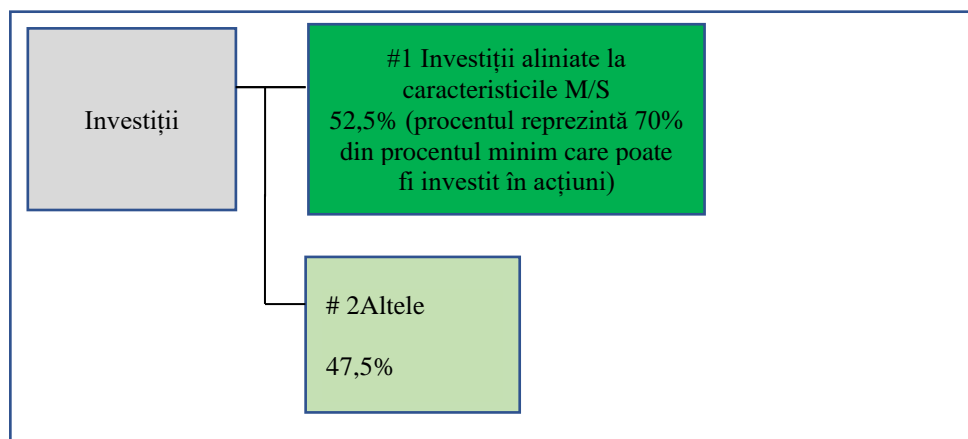 Investiții
#1 Investiții aliniate la
caracteristicile M/S
52,5% (procentul reprezintă 70%
din procentul minim care poate
fi investit în acțiuni)
# 2Altele
47,5%